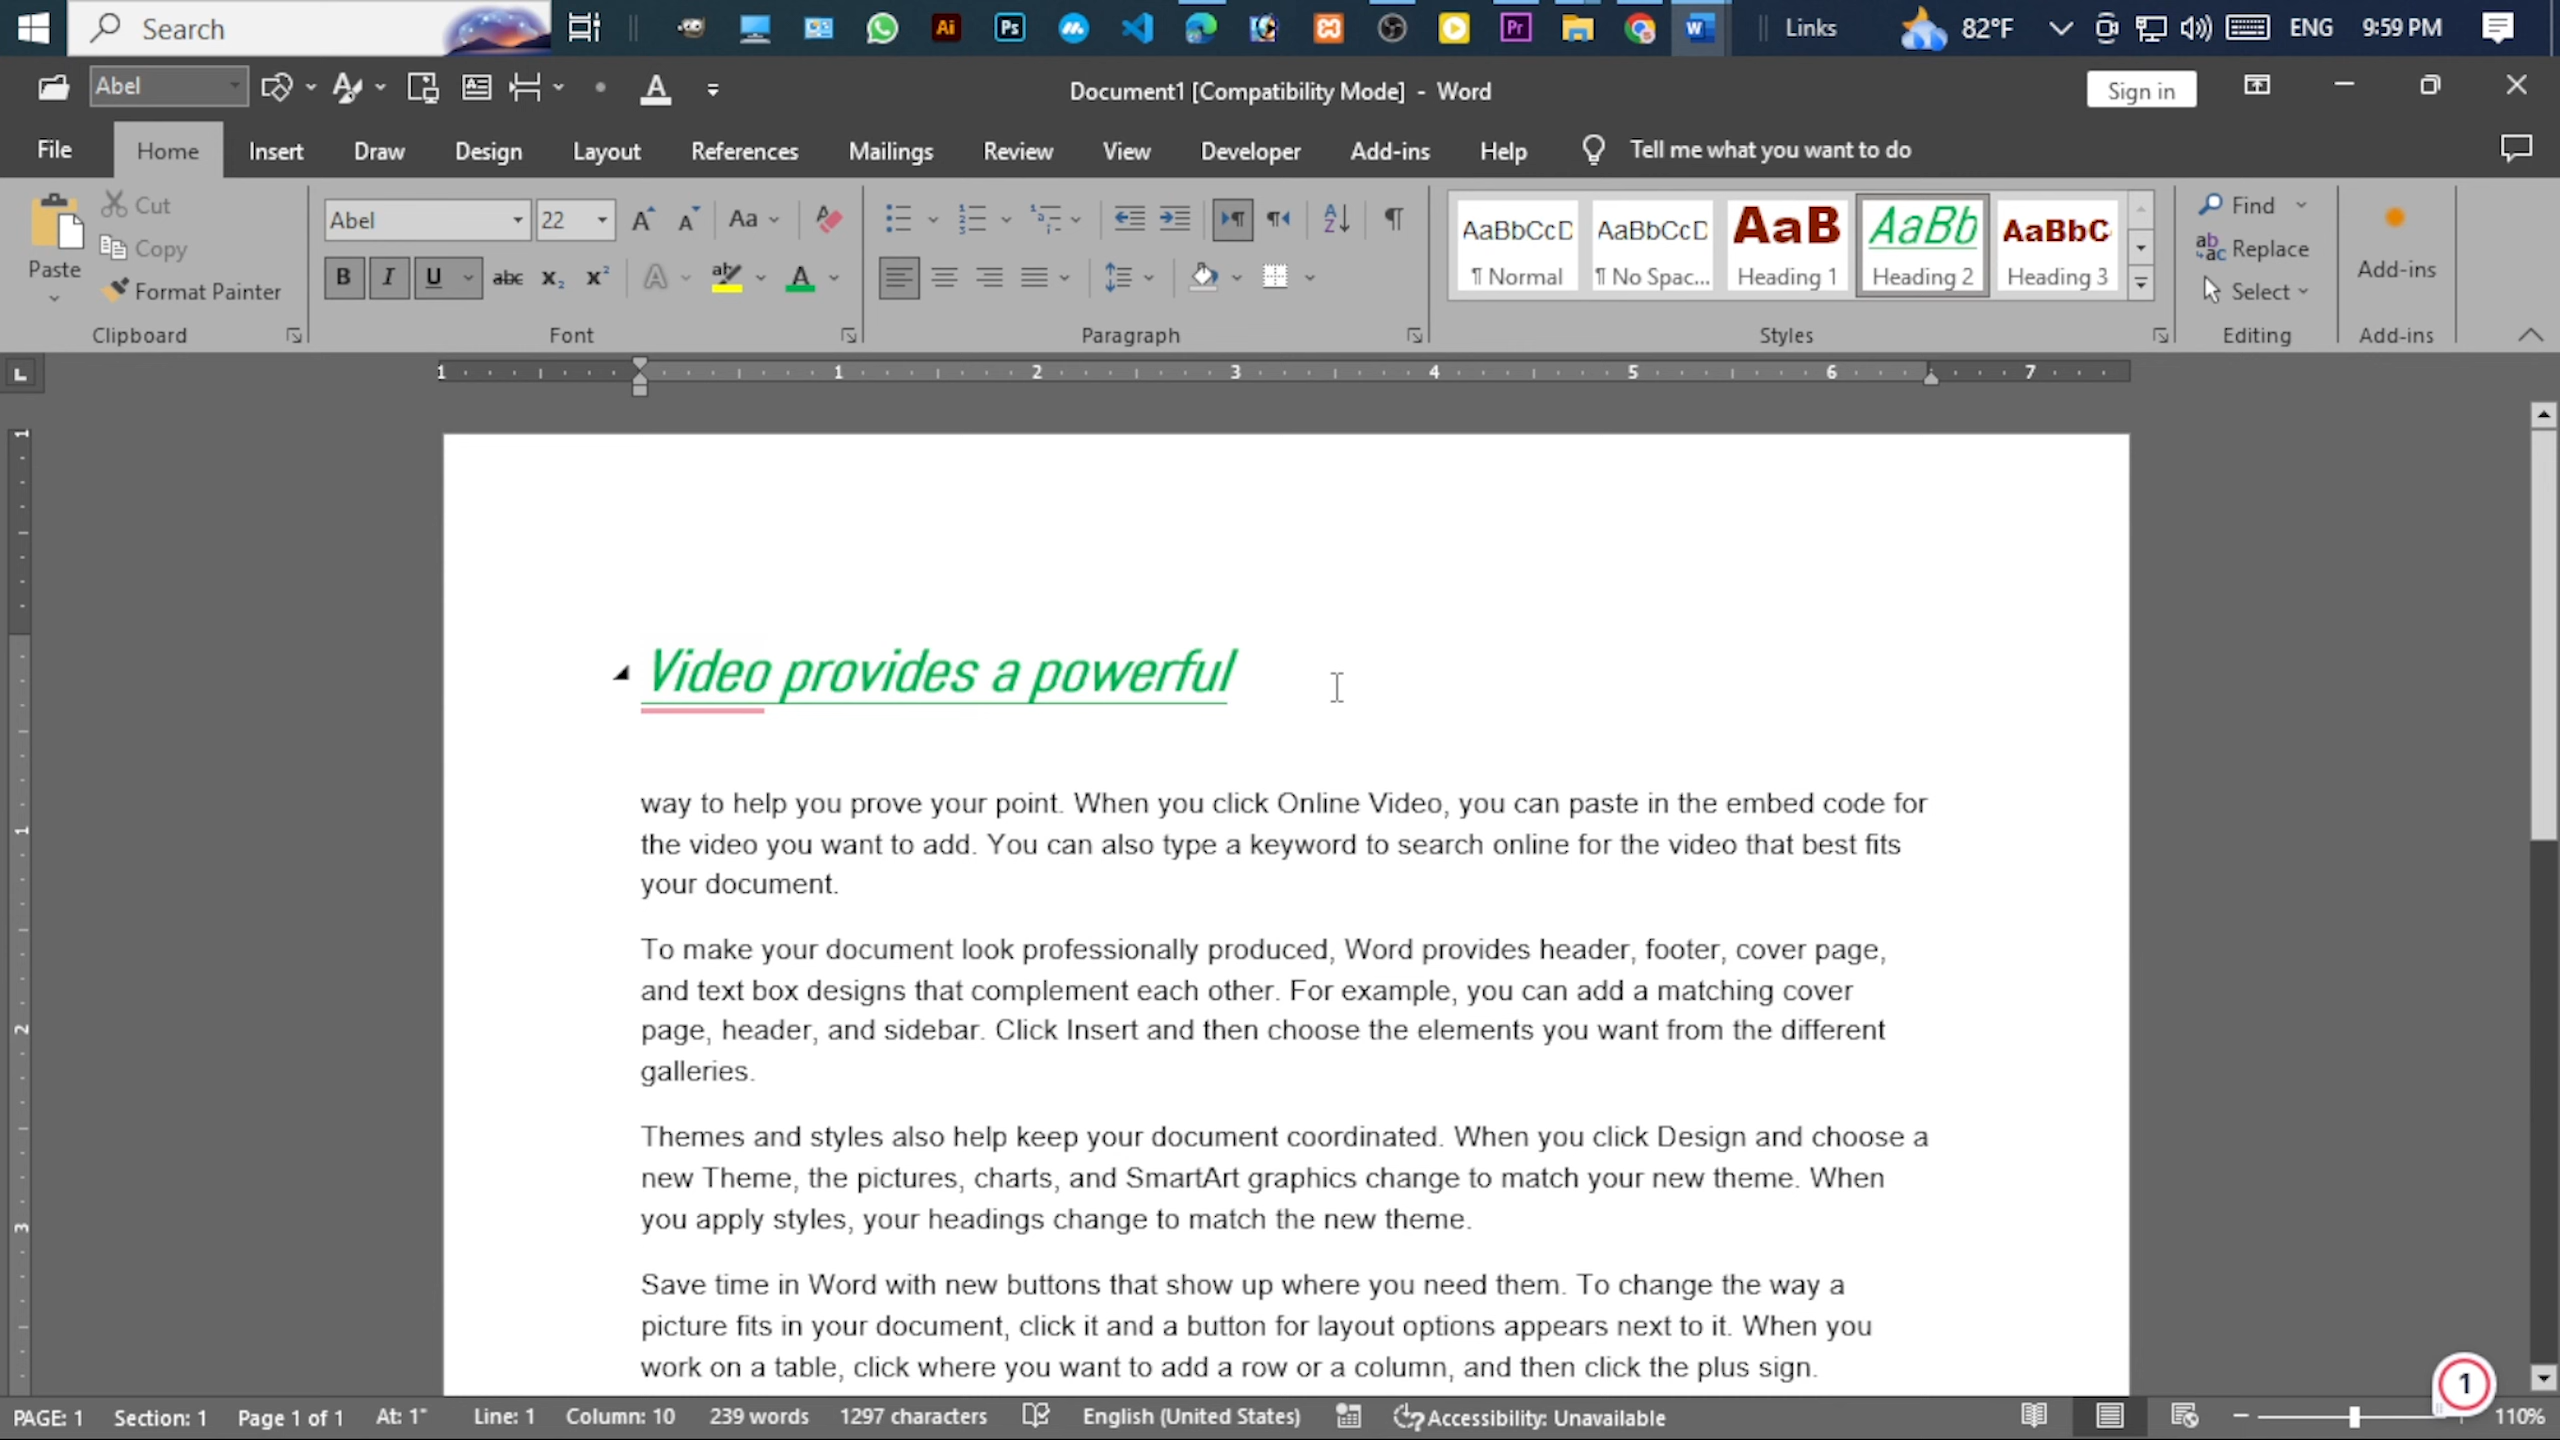 Search
Links
82°F
ENG
9:59 PM
Abel
Document1 [Compatibility Mode] - Word
Sign in
File Home Insert Draw Design Layout References Mailings Review View Developer Add-ins Help Tell me what you want to do
Paste
Cut
Copy
Format Painter
Clipboard
Abel
22
Aa
B I U abc x₂ x²
Font
Paragraph
AaBbCcD
¶ Normal
AaBbCcD
¶ No Spac...
AaB
Heading 1
AaBb
Heading 2
AaBbC
Heading 3
Styles
Find
Replace
Select
Editing
Add-ins
Add-ins
1 1 2 3 4 5 6 7
Video provides a powerful
way to help you prove your point. When you click Online Video, you can paste in the embed code for
the video you want to add. You can also type a keyword to search online for the video that best fits
your document.
To make your document look professionally produced, Word provides header, footer, cover page,
and text box designs that complement each other. For example, you can add a matching cover
page, header, and sidebar. Click Insert and then choose the elements you want from the different
galleries.
Themes and styles also help keep your document coordinated. When you click Design and choose a
new Theme, the pictures, charts, and SmartArt graphics change to match your new theme. When
you apply styles, your headings change to match the new theme.
Save time in Word with new buttons that show up where you need them. To change the way a
picture fits in your document, click it and a button for layout options appears next to it. When you
work on a table, click where you want to add a row or a column, and then click the plus sign.
1
PAGE: 1 Section: 1 Page 1 of 1 At: 1" Line: 1 Column: 10 239 words 1297 characters English (United States) Accessibility: Unavailable 110%